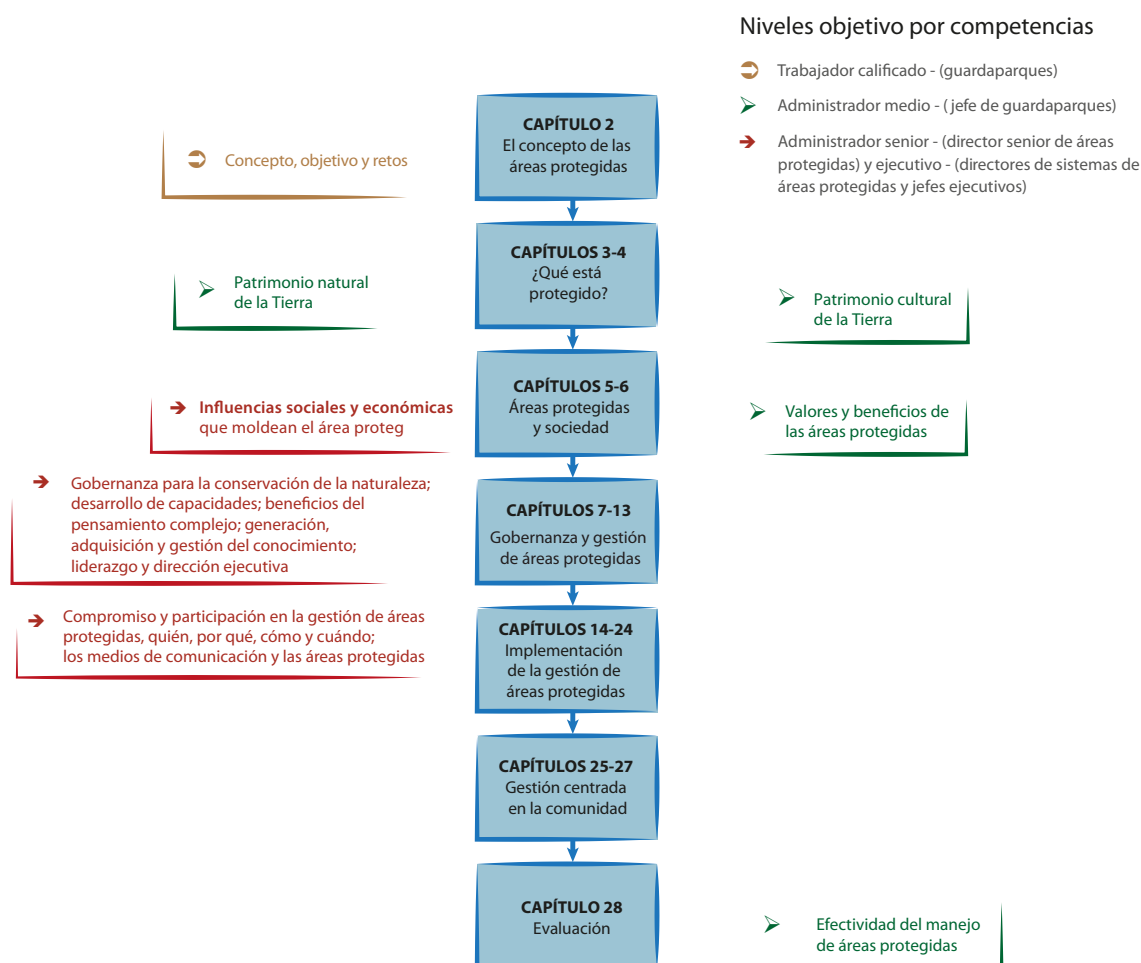 Niveles objetivo por competencias
Trabajador calificado - (guardaparques)
Administrador medio - ( jefe de guardaparques)
Administrador senior - (director senior de áreas
protegidas) y ejecutivo - (directores de sistemas de
áreas protegidas y jefes ejecutivos)
CAPÍTULO 2
El concepto de las
áreas protegidas
Concepto, objetivo y retos
CAPÍTULOS 3-4
¿Qué está
protegido?
Patrimonio natural
de la Tierra
Patrimonio cultural
de la Tierra
CAPÍTULOS 5-6
Áreas protegidas
y sociedad
Influencias sociales y económicas
que moldean el área proteg
Valores y beneficios de
las áreas protegidas
CAPÍTULOS 7-13
Gobernanza y gestión
de áreas protegidas
Gobernanza para la conservación de la naturaleza;
desarrollo de capacidades; beneficios del
pensamiento complejo; generación,
adquisición y gestión del conocimiento;
liderazgo y dirección ejecutiva
CAPÍTULOS 14-24
Implementación
de la gestión de
áreas protegidas
Compromiso y participación en la gestión de áreas
protegidas, quién, por qué, cómo y cuándo;
los medios de comunicación y las áreas protegidas
CAPÍTULOS 25-27
Gestión centrada
en la comunidad
CAPÍTULO 28
Evaluación
Efectividad del manejo
de áreas protegidas